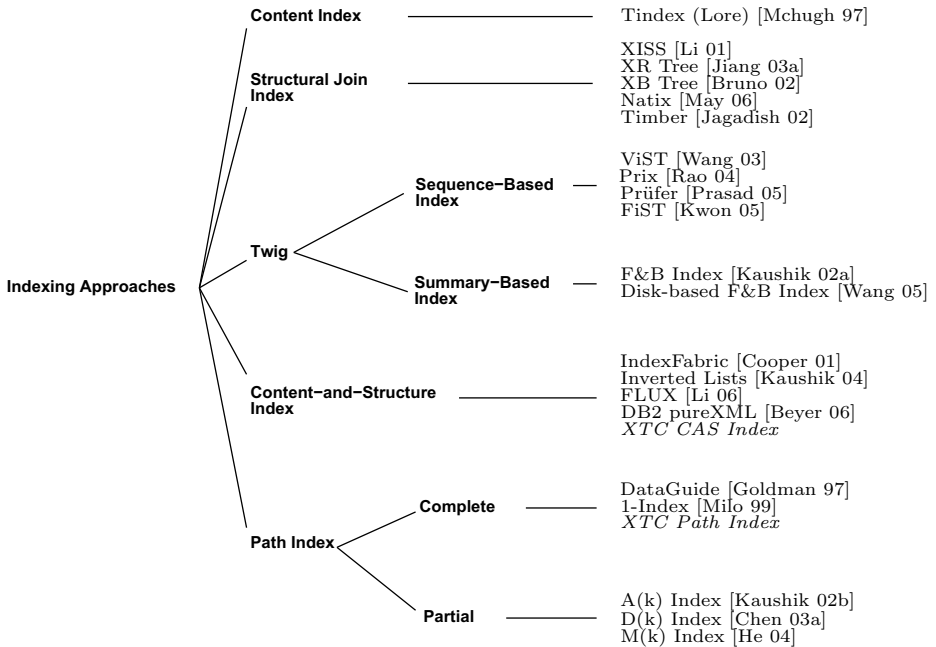 Content Index
Tindex (Lore) [Mchugh 97]
Structural Join
Index
XISS [Li 01]
XR Tree [Jiang 03a]
XB Tree [Bruno 02]
Natix [May 06]
Timber [Jagadish 02]
Sequence−Based
Index
ViST [Wang 03]
Prix [Rao 04]
Prüfer [Prasad 05]
FiST [Kwon 05]
Twig
Indexing Approaches
Summary−Based
Index
F&B Index [Kaushik 02a]
Disk-based F&B Index [Wang 05]
Content−and−Structure
Index
IndexFabric [Cooper 01]
Inverted Lists [Kaushik 04]
FLUX [Li 06]
DB2 pureXML [Beyer 06]
XTC CAS Index
Complete
DataGuide [Goldman 97]
1-Index [Milo 99]
XTC Path Index
Path Index
Partial
A(k) Index [Kaushik 02b]
D(k) Index [Chen 03a]
M(k) Index [He 04]